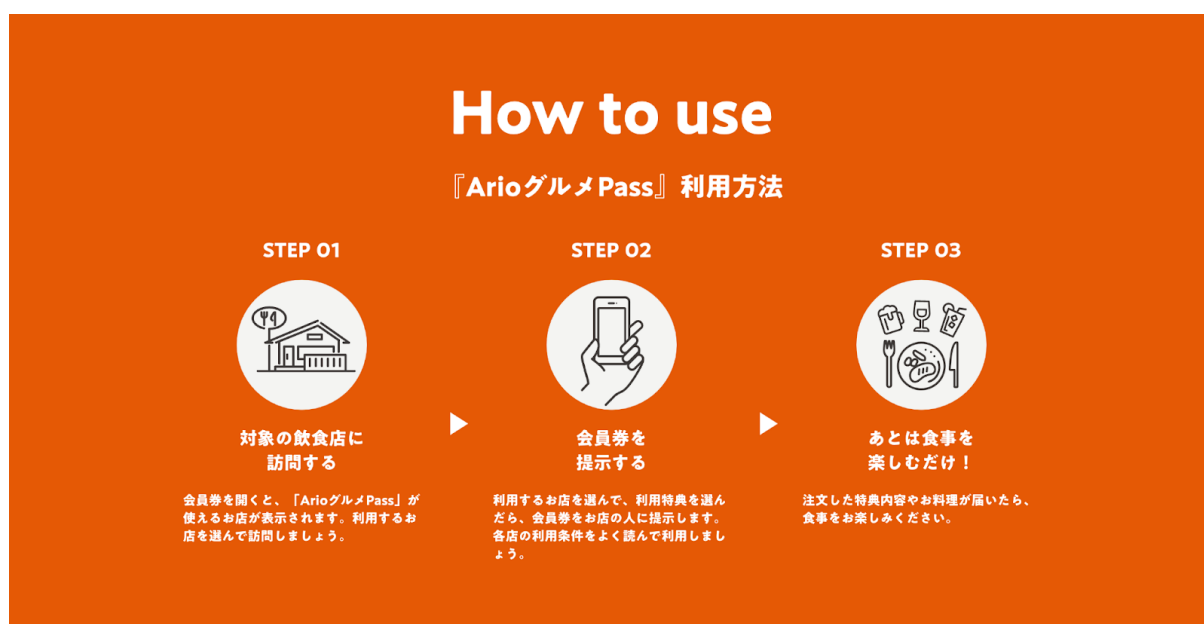 How to use
『ArioグルメPass』利用方法
STEP 01
対象の飲食店に
訪問する
会員券を開くと、「ArioグルメPass」が
使えるお店が表示されます。利用するお
店を選んで訪問しましょう。
STEP 02
会員券を
提示する
利用するお店を選んで、利用特典を選ん
だら、会員券をお店の人に提示します。
各店の利用条件をよく読んで利用しまし
ょう。
STEP 03
あとは食事を
楽しむだけ！
注文した特典内容やお料理が届いたら、
食事をお楽しみください。